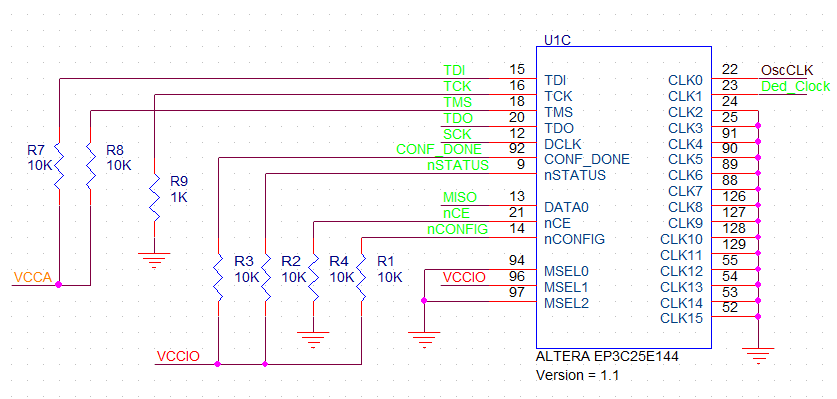 U1C
TDI 15 TDI CLK0 22 OscCLK
TCK 16 TCK CLK1 23 Ded_Clock
TMS 18 TMS CLK2 24
TDO 20 TDO CLK3 25
SCK 12 DCLK CLK4 91
CONF_DONE 92 CONF_DONE CLK5 90
nSTATUS 9 nSTATUS CLK6 89
CLK7 88
MISO 13 DATA0 CLK8 126
nCE 21 nCE CLK9 127
nCONFIG 14 nCONFIG CLK10 128
CLK11 129
94 MSEL0 CLK12 55
VCCIO 96 MSEL1 CLK13 54
97 MSEL2 CLK14 53
CLK15 52
R7
10K
R8
10K
R9
1K
R3
10K
R2
10K
R4
10K
R1
10K
VCCA
VCCIO
ALTERA EP3C25E144
Version = 1.1